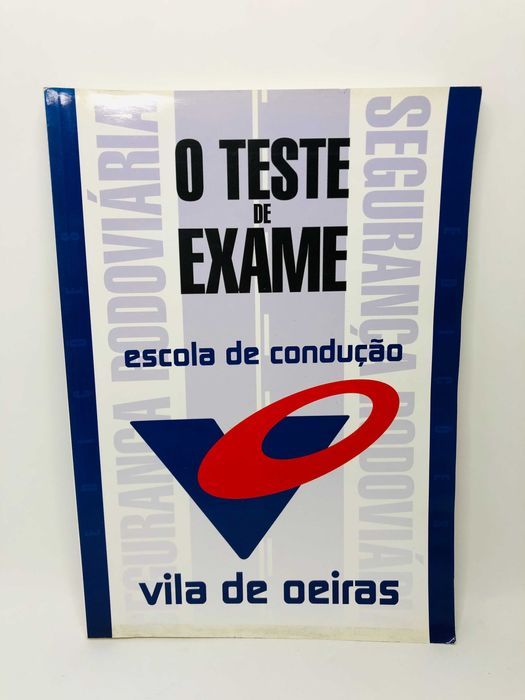 O TESTE
DE
EXAME
escola de condução
vila de oeiras
SEGURANÇA RODOVIÁRIA
SEGURANÇA RODOVIÁRIA